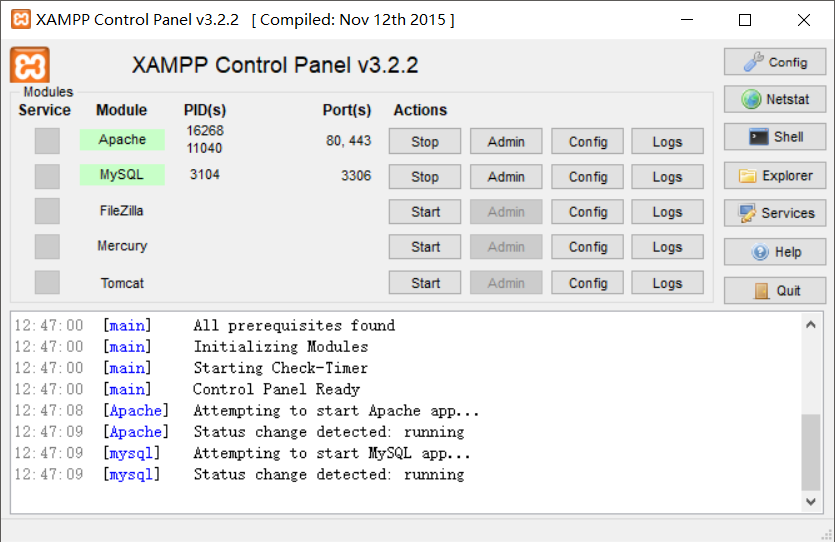 XAMPP Control Panel v3.2.2 [ Compiled: Nov 12th 2015 ]
XAMPP Control Panel v3.2.2
Config
Modules
Service Module PID(s) Port(s) Actions
Netstat
Apache 16268 11040 80, 443 Stop Admin Config Logs
Shell
MySQL 3104 3306 Stop Admin Config Logs
Explorer
FileZilla Start Admin Config Logs
Services
Mercury Start Admin Config Logs
Help
Tomcat Start Admin Config Logs
Quit
12:47:00 [main] All prerequisites found
12:47:00 [main] Initializing Modules
12:47:00 [main] Starting Check-Timer
12:47:00 [main] Control Panel Ready
12:47:08 [Apache] Attempting to start Apache app...
12:47:09 [Apache] Status change detected: running
12:47:09 [mysql] Attempting to start MySQL app...
12:47:09 [mysql] Status change detected: running